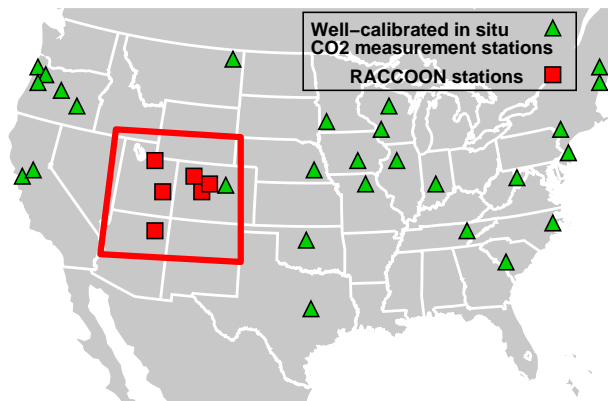 Well−calibrated in situ
CO2 measurement stations
RACCOON stations